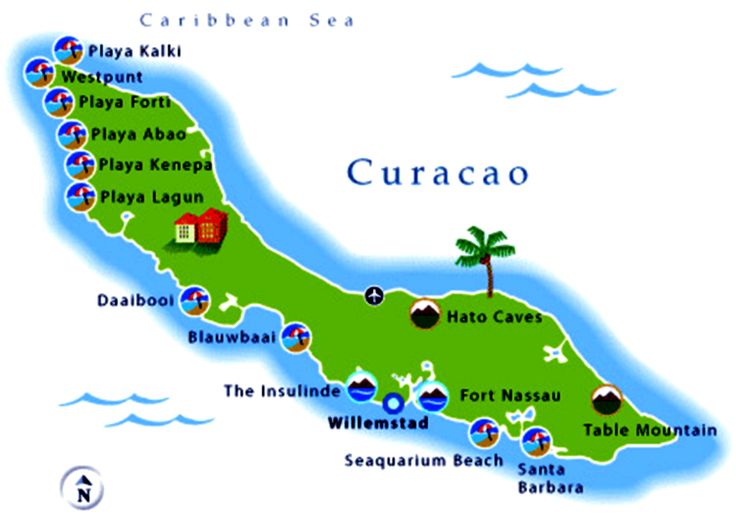 Caribbean Sea
Playa Kalki
Westpunt
Playa Forti
Playa Abao
Playa Kenepa
Curacao
Playa Lagun
Daaibooi
Hato Caves
Blauwbaai
The Insulinde
Fort Nassau
Willemstad
Table Mountain
Seaquarium Beach
Santa
Barbara
N